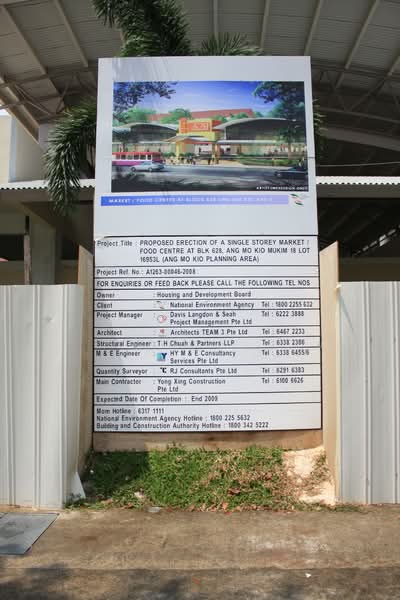 628
ARTIST'S IMPRESSION ONLY
MARKET / FOOD CENTRE AT BLOCK 628 ANG MO KIO AVE 4
Project Title : PROPOSED ERECTION OF A SINGLE STOREY MARKET /
FOOD CENTRE AT BLK 628, ANG MO KIO MUKIM 18 LOT
16953L (ANG MO KIO PLANNING AREA)
Project Ref. No : A1263-00046-2008
FOR ENQUIRIES OR FEED BACK PLEASE CALL THE FOLLOWING TEL NOS
Owner : Housing and Development Board
Client : National Environment Agency Tel : 1800 2255 632
Project Manager : Davis Langdon & Seah Tel : 6222 3888
Project Management Pte Ltd
Architect : Architects TEAM 3 Pte Ltd Tel : 6467 2233
Structural Engineer : T H Chuah & Partners LLP Tel : 6338 2386
M & E Engineer HY M & E Consultancy Tel : 6338 6455/6
Services Pte Ltd
Quantity Surveyor RJ Consultants Pte Ltd Tel : 6291 6383
Main Contractor : Yong Xing Construction Tel : 6100 6626
Pte Ltd
Expected Date Of Completion : End 2009
Mom Hotline : 6317 1111
National Environment Agency Hotline : 1800 225 5632
Building and Construction Authority Hotline : 1800 342 5222